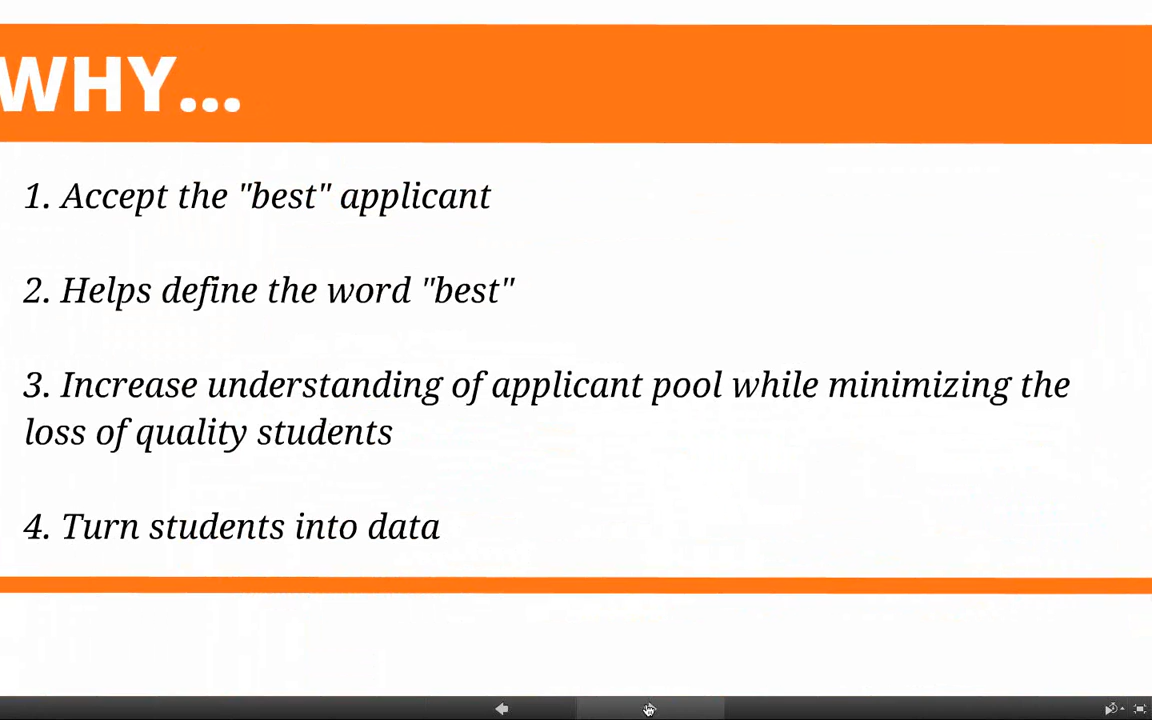 WHY...
1. Accept the "best" applicant
2. Helps define the word "best"
3. Increase understanding of applicant pool while minimizing the
loss of quality students
4. Turn students into data